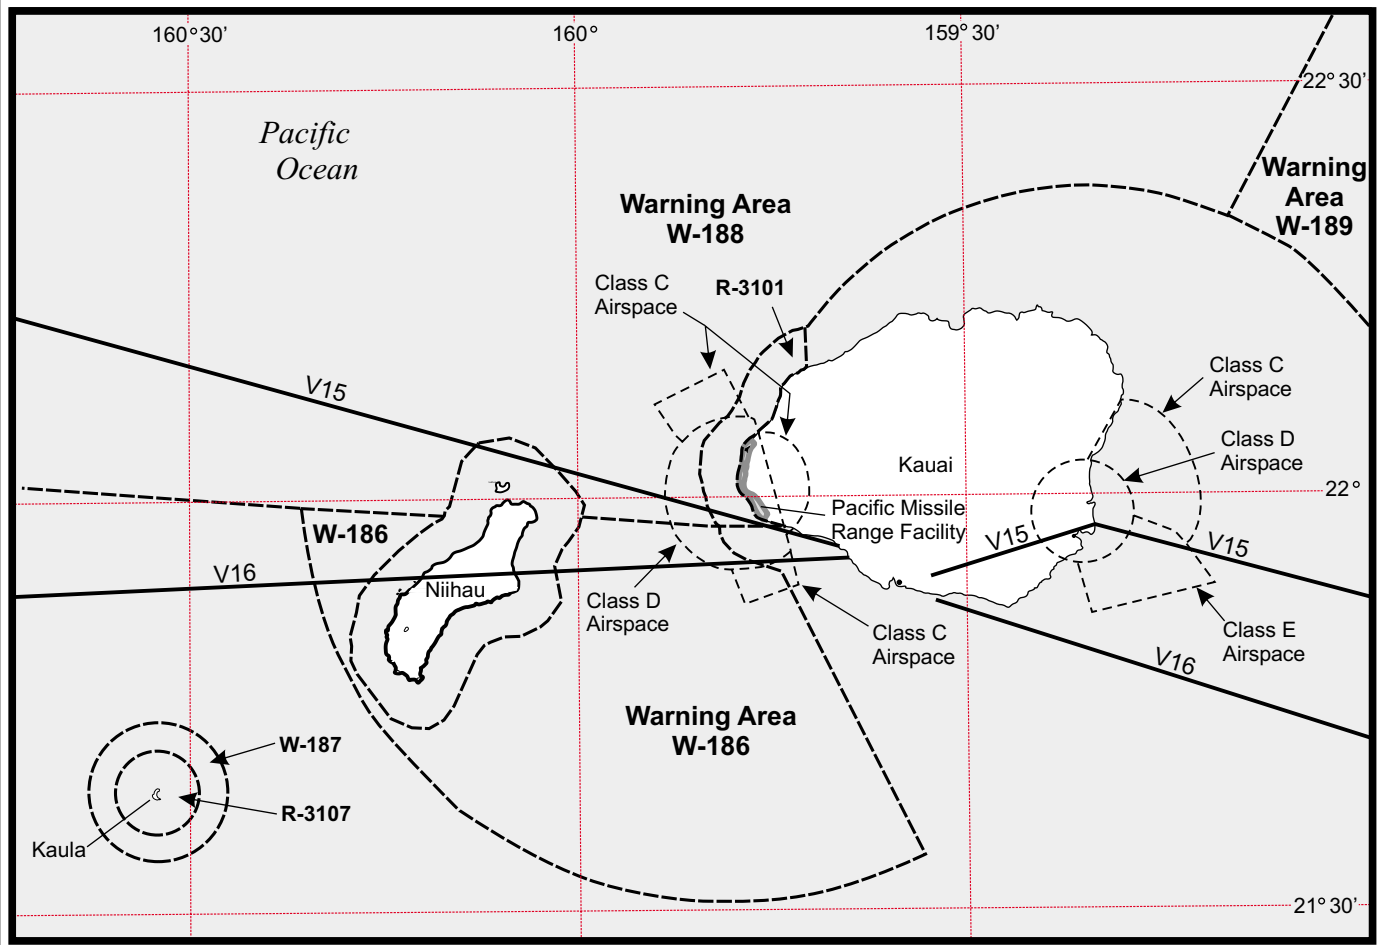 160°30'
160°
159°30'
22°30'
Pacific
Ocean
Warning
Area
W-189
Warning Area
W-188
Class C
Airspace
R-3101
Class C
Airspace
V15
Class D
Airspace
Kauai
22°
Pacific Missile
Range Facility
W-186
V15
V15
V16
Niihau
Class D
Airspace
Class C
Airspace
Class E
Airspace
V16
Warning Area
W-186
W-187
R-3107
Kaula
21°30'